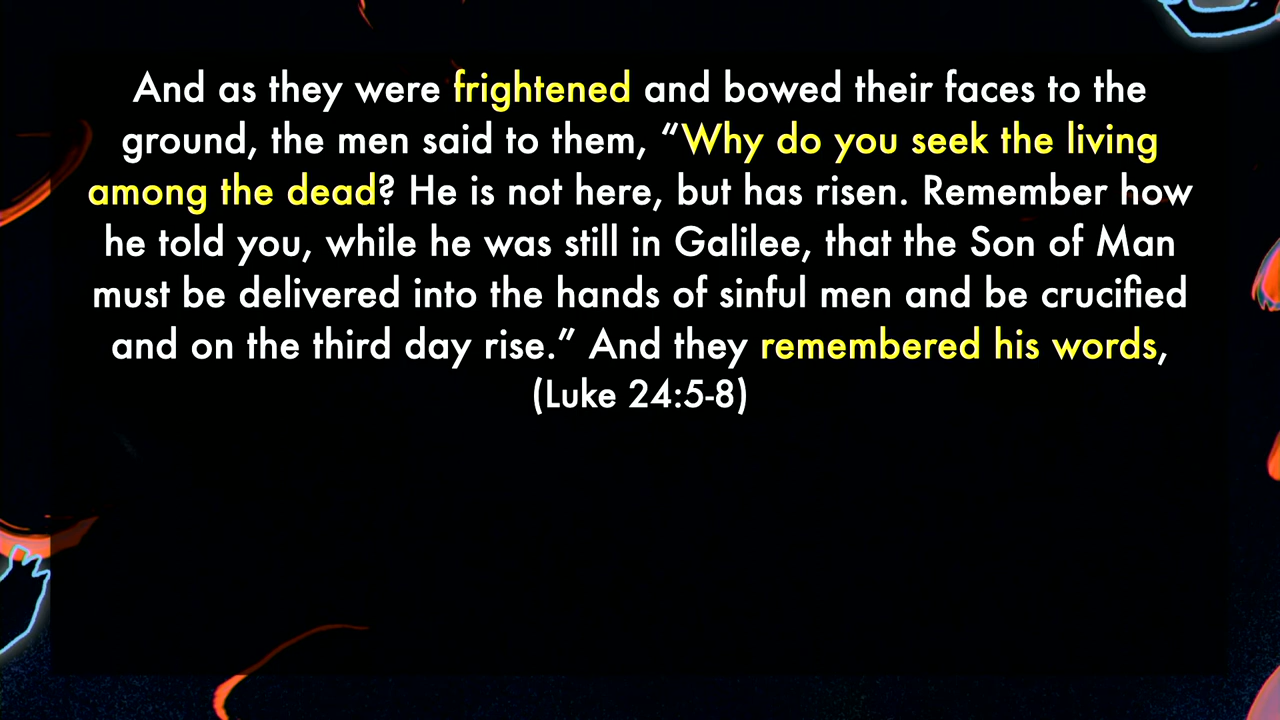 And as they were frightened and bowed their faces to the
ground, the men said to them, “Why do you seek the living
among the dead? He is not here, but has risen. Remember how
he told you, while he was still in Galilee, that the Son of Man
must be delivered into the hands of sinful men and be crucified
and on the third day rise.” And they remembered his words,
(Luke 24:5-8)